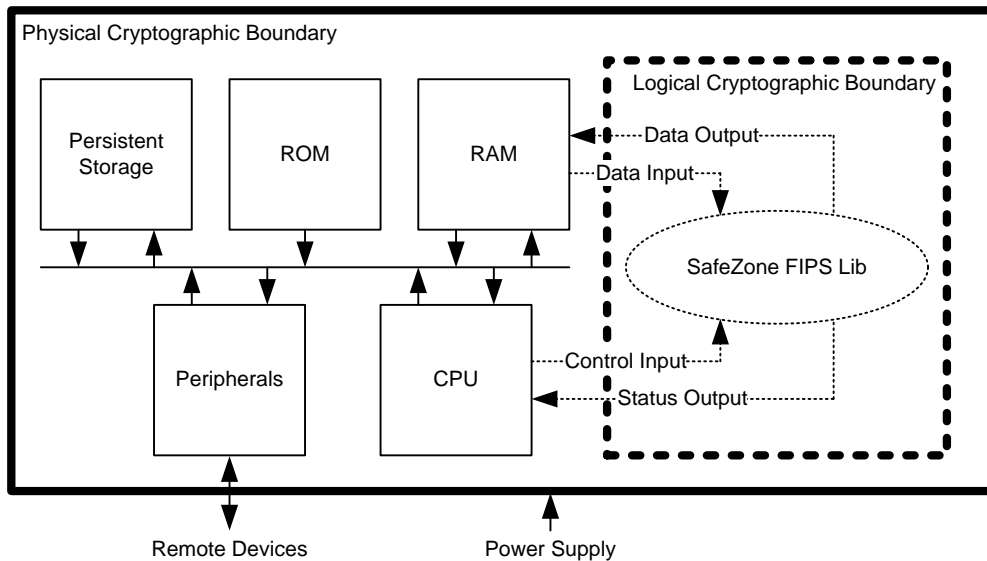 Physical Cryptographic Boundary
Logical Cryptographic Boundary
Persistent
Storage
ROM
RAM
Data Output
Data Input
SafeZone FIPS Lib
Peripherals
CPU
Control Input
Status Output
Remote Devices
Power Supply